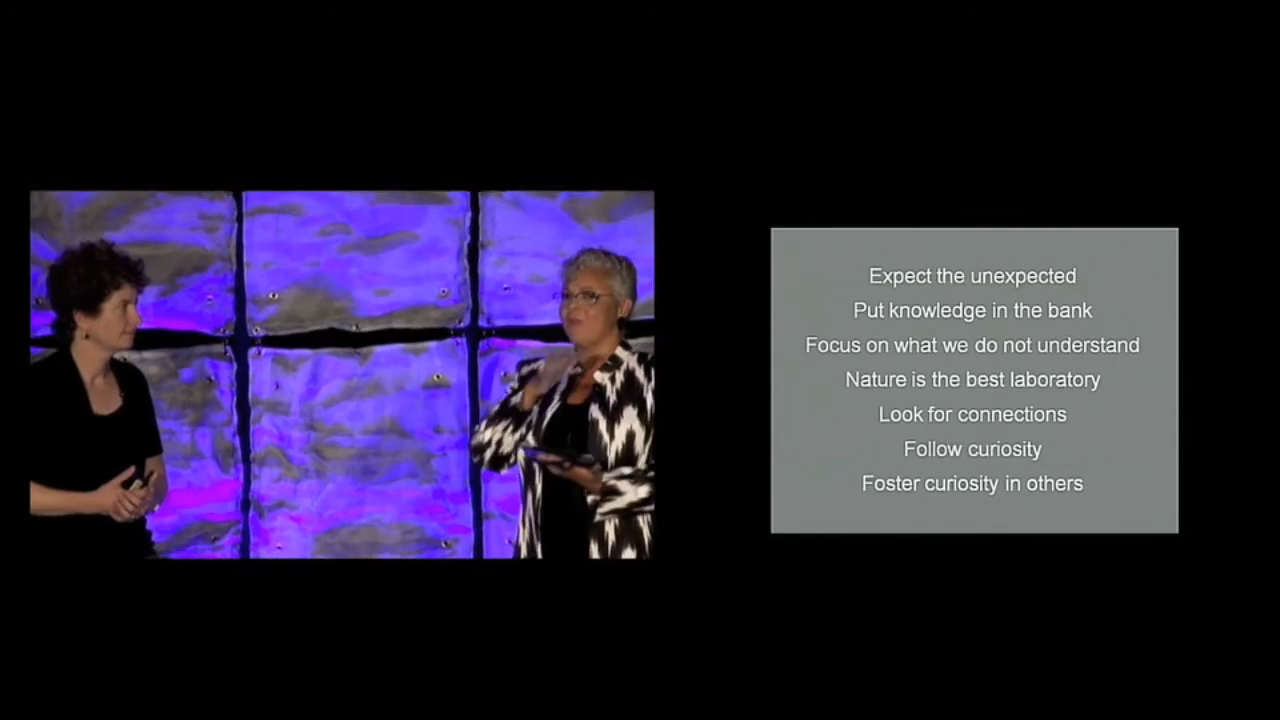 Expect the unexpected
Put knowledge in the bank
Focus on what we do not understand
Nature is the best laboratory
Look for connections
Follow curiosity
Foster curiosity in others